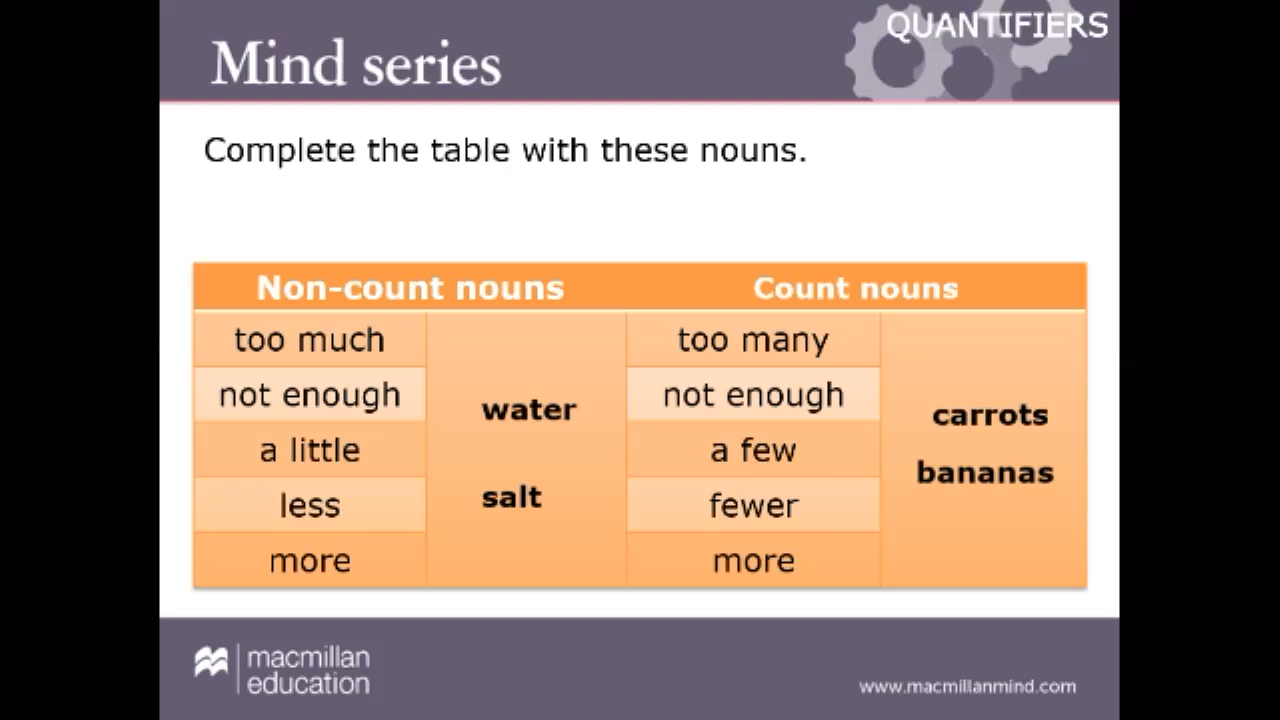 QUANTIFIERS
Mind series
Complete the table with these nouns.
Non-count nouns Count nouns
too much too many
not enough not enough
water carrots
a little a few
bananas
less fewer
salt
more more
macmillan
education
www.macmillanmind.com